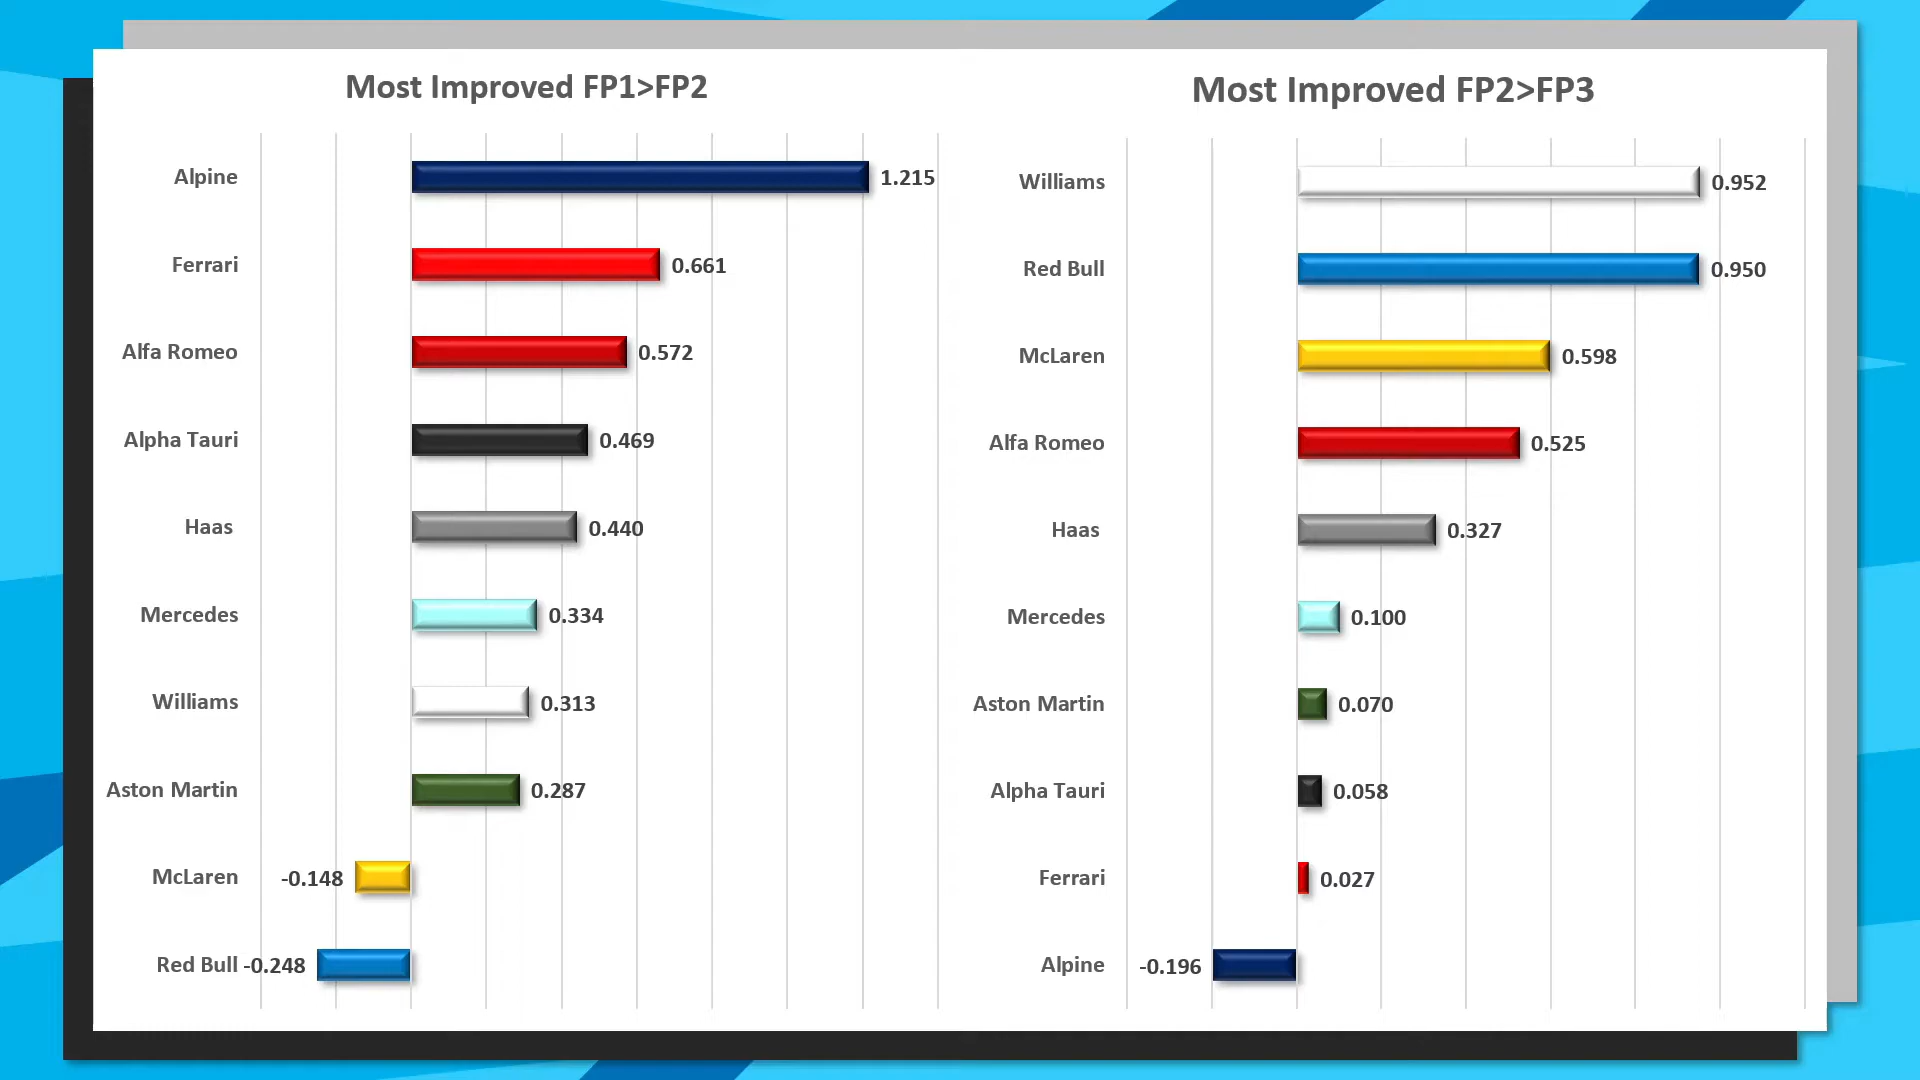 Most Improved FP1>FP2
Alpine 1.215
Ferrari 0.661
Alfa Romeo 0.572
Alpha Tauri 0.469
Haas 0.440
Mercedes 0.334
Williams 0.313
Aston Martin 0.287
McLaren -0.148
Red Bull -0.248
Most Improved FP2>FP3
Williams 0.952
Red Bull 0.950
McLaren 0.598
Alfa Romeo 0.525
Haas 0.327
Mercedes 0.100
Aston Martin 0.070
Alpha Tauri 0.058
Ferrari 0.027
Alpine -0.196